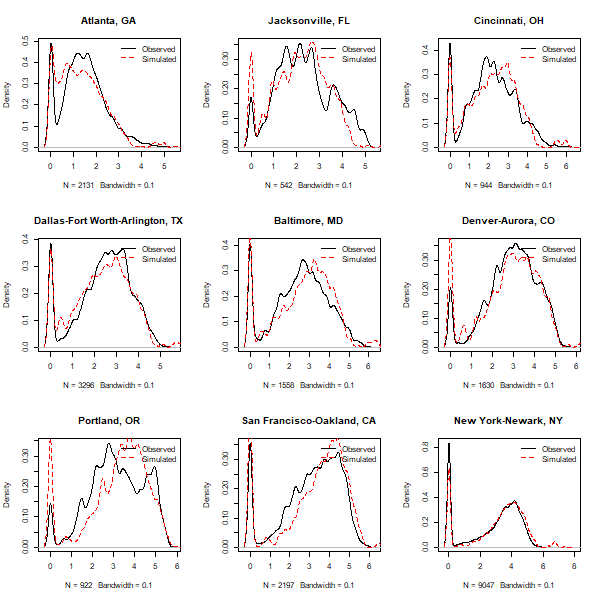 Atlanta, GA
Jacksonville, FL
Cincinnati, OH
Density
0.0 0.1 0.2 0.3 0.4 0.5
Observed
Simulated
0 1 2 3 4 5
N = 2131 Bandwidth = 0.1
Density
0.00 0.10 0.20 0.30
Observed
Simulated
0 1 2 3 4 5
N = 542 Bandwidth = 0.1
Density
0.0 0.1 0.2 0.3 0.4
Observed
Simulated
0 1 2 3 4 5 6
N = 944 Bandwidth = 0.1
Dallas-Fort Worth-Arlington, TX
Baltimore, MD
Denver-Aurora, CO
Density
0.0 0.1 0.2 0.3 0.4
Observed
Simulated
0 1 2 3 4 5
N = 3296 Bandwidth = 0.1
Density
0.0 0.1 0.2 0.3 0.4
Observed
Simulated
0 1 2 3 4 5 6
N = 1558 Bandwidth = 0.1
Density
0.00 0.10 0.20 0.30
Observed
Simulated
0 1 2 3 4 5 6
N = 1630 Bandwidth = 0.1
Portland, OR
San Francisco-Oakland, CA
New York-Newark, NY
Density
0.00 0.10 0.20 0.30
Observed
Simulated
0 1 2 3 4 5 6
N = 922 Bandwidth = 0.1
Density
0.00 0.10 0.20 0.30
Observed
Simulated
0 1 2 3 4 5 6
N = 2197 Bandwidth = 0.1
Density
0.0 0.2 0.4 0.6 0.8
Observed
Simulated
0 2 4 6 8
N = 9047 Bandwidth = 0.1